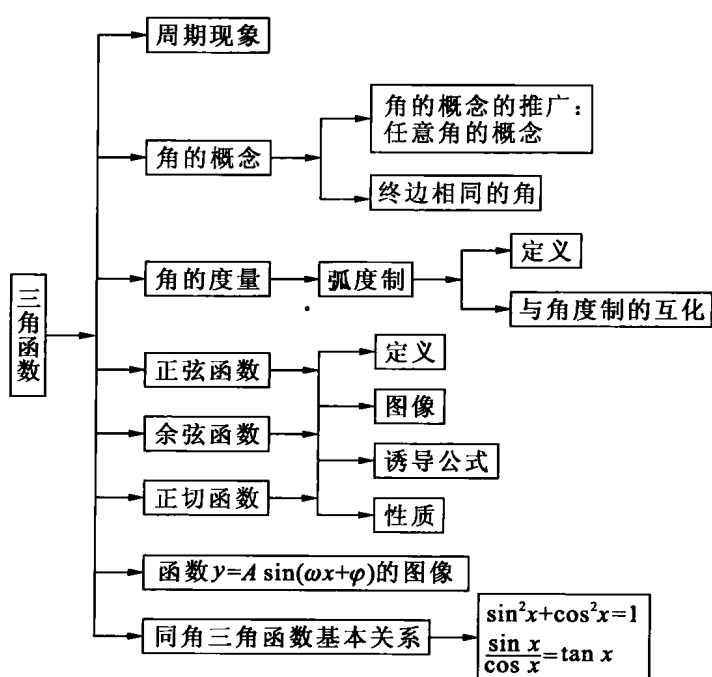 三角函数
周期现象
角的概念
角的概念的推广：
任意角的概念
终边相同的角
角的度量
弧度制
定义
与角度制的互化
正弦函数
余弦函数
正切函数
定义
图像
诱导公式
性质
函数y=A sin(ωx+φ)的图像
同角三角函数基本关系
sin²x+cos²x=1
sin x/cos x=tan x